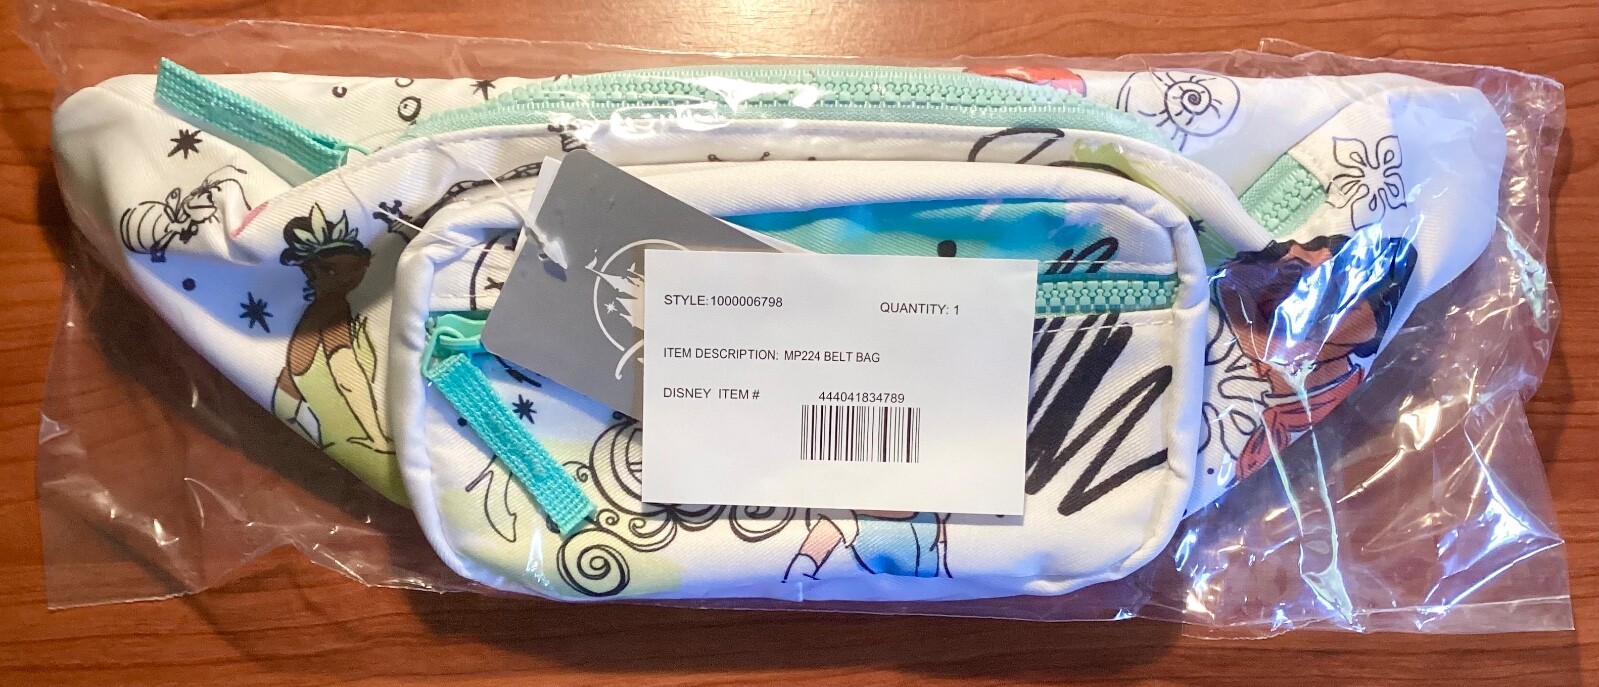 STYLE:1000006798
QUANTITY: 1
ITEM DESCRIPTION: MP224 BELT BAG
DISNEY ITEM # 444041834789